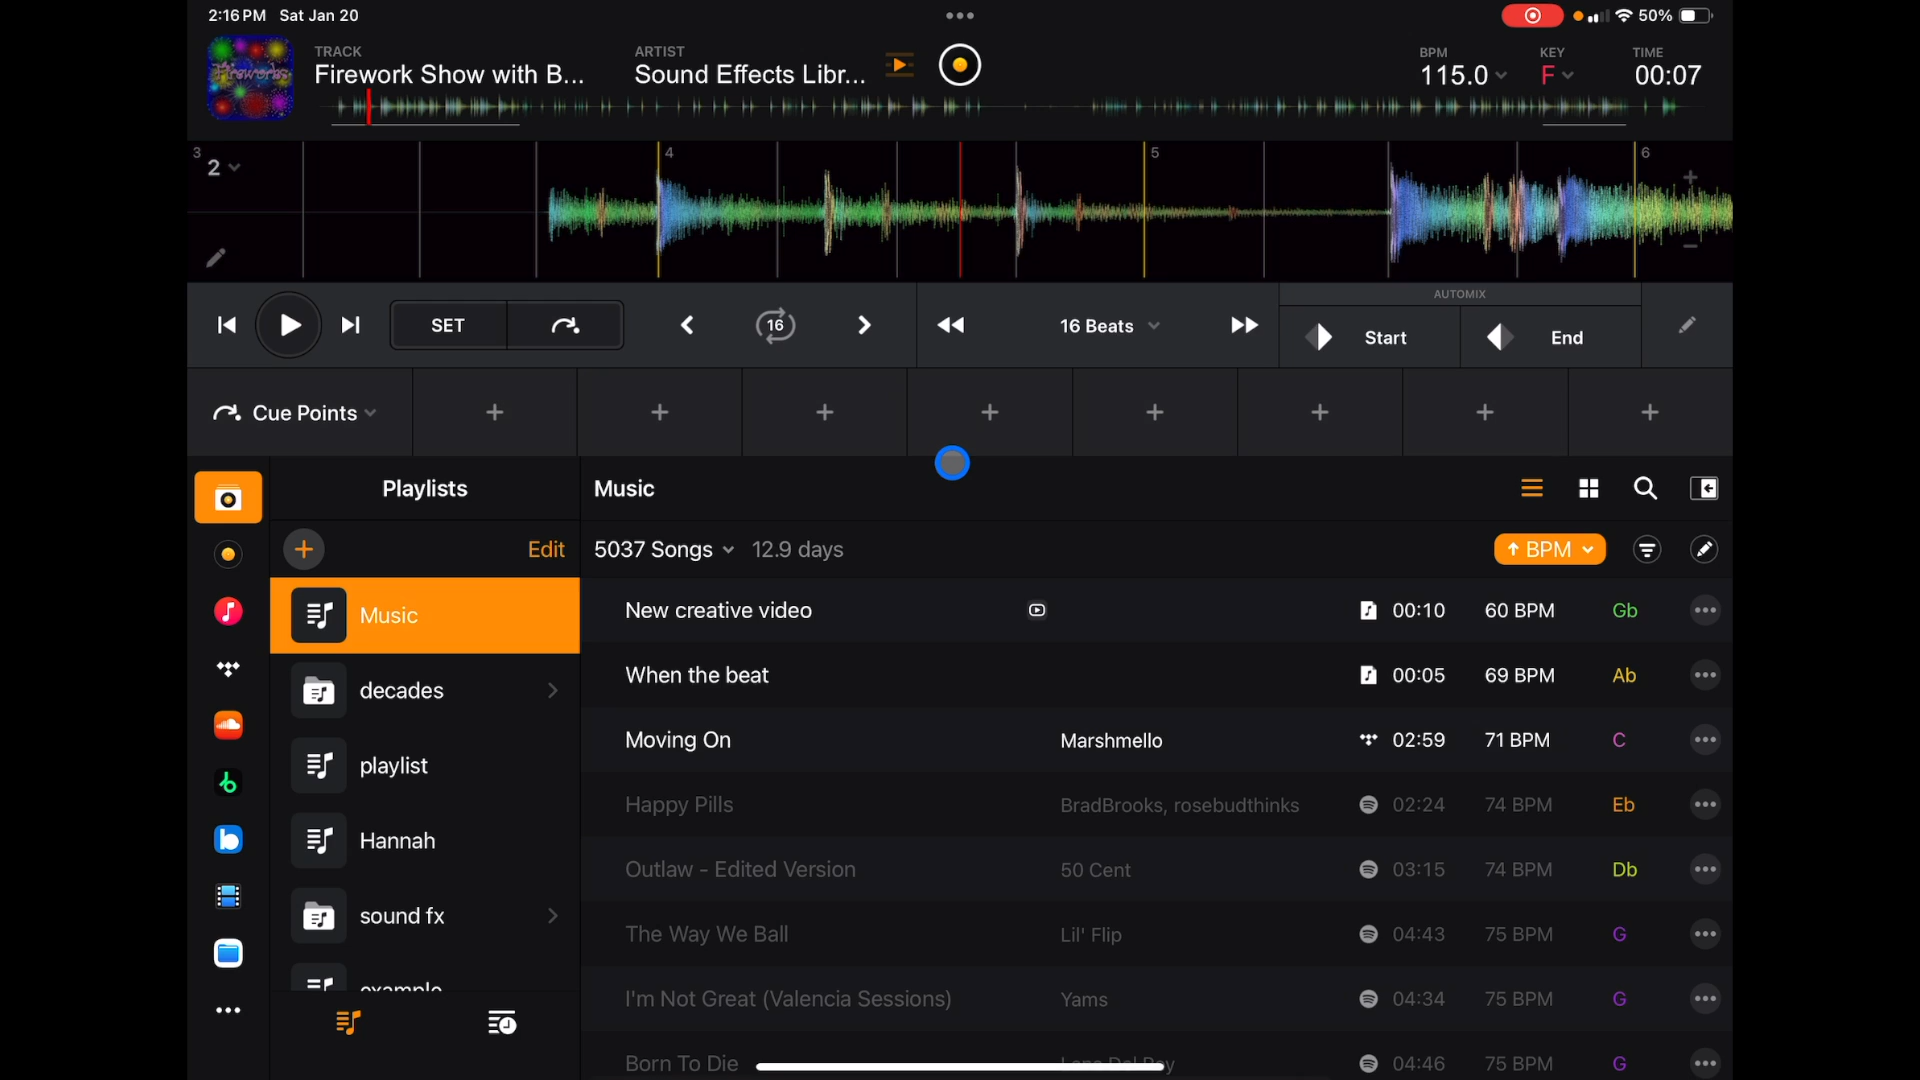 2:16 PM Sat Jan 20
50%
Fireworks
TRACK
Firework Show with B...
ARTIST
Sound Effects Libr...
BPM
115.0
KEY
F
TIME
00:07
3
2
4
5
6
SET
16
16 Beats
AUTOMIX
Start
End
Cue Points
Playlists
Music
Edit
5037 Songs
12.9 days
BPM
Music
decades
playlist
Hannah
sound fx
example
New creative video 00:10 60 BPM Gb
When the beat 00:05 69 BPM Ab
Moving On Marshmello 02:59 71 BPM C
Happy Pills BradBrooks, rosebudthinks 02:24 74 BPM Eb
Outlaw - Edited Version 50 Cent 03:15 74 BPM Db
The Way We Ball Lil' Flip 04:43 75 BPM G
I'm Not Great (Valencia Sessions) Yams 04:34 75 BPM G
Born To Die Lana Del Rey 04:46 75 BPM G